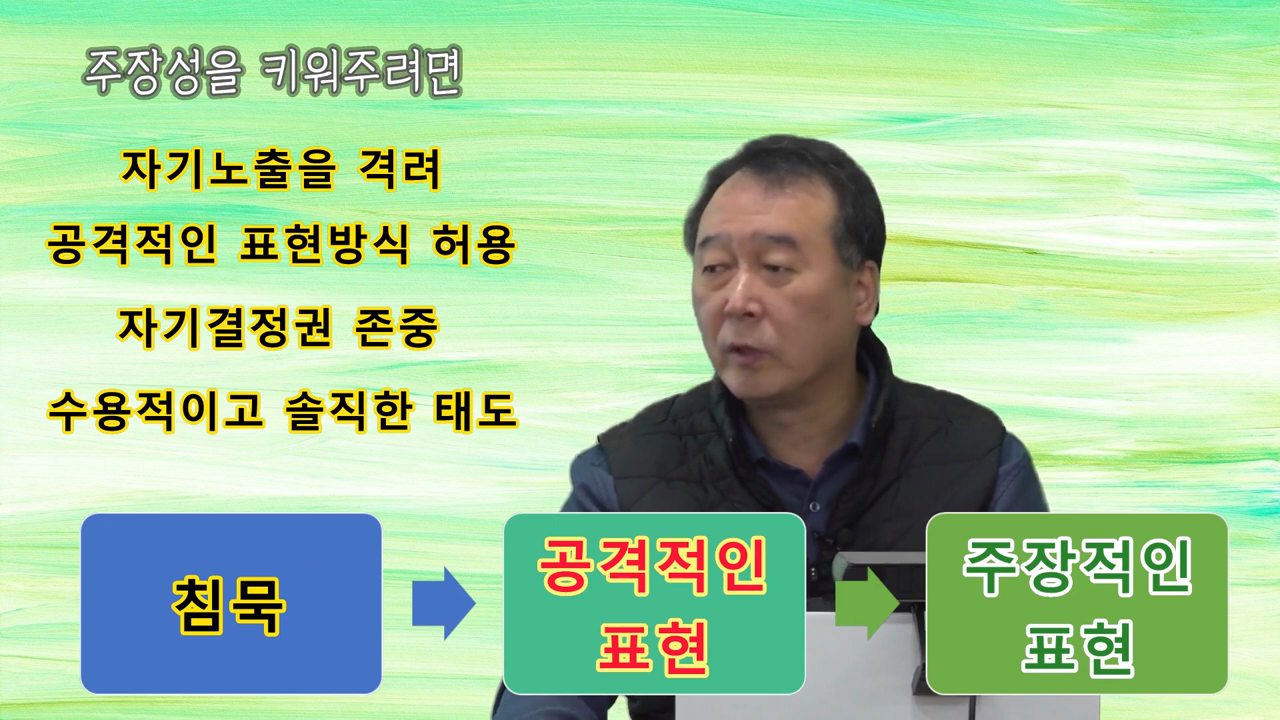 주장성을 키워주려면
자기노출을 격려
공격적인 표현방식 허용
자기결정권 존중
수용적이고 솔직한 태도
침묵
공격적인
표현
주장적인
표현